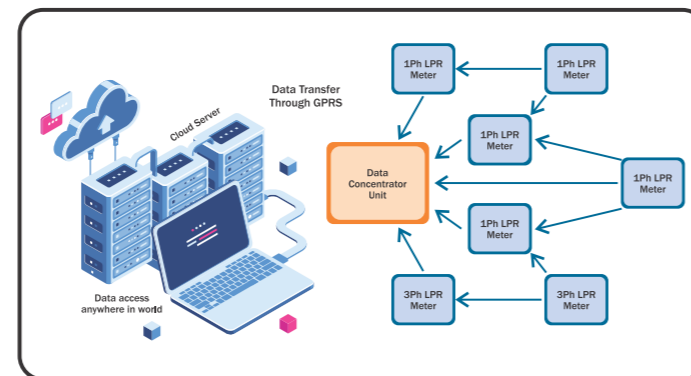 Data Transfer
Through GPRS
Cloud Server
Data access
anywhere in world
1Ph LPR
Meter
1Ph LPR
Meter
1Ph LPR
Meter
Data
Concentrator
Unit
1Ph LPR
Meter
1Ph LPR
Meter
3Ph LPR
Meter
3Ph LPR
Meter